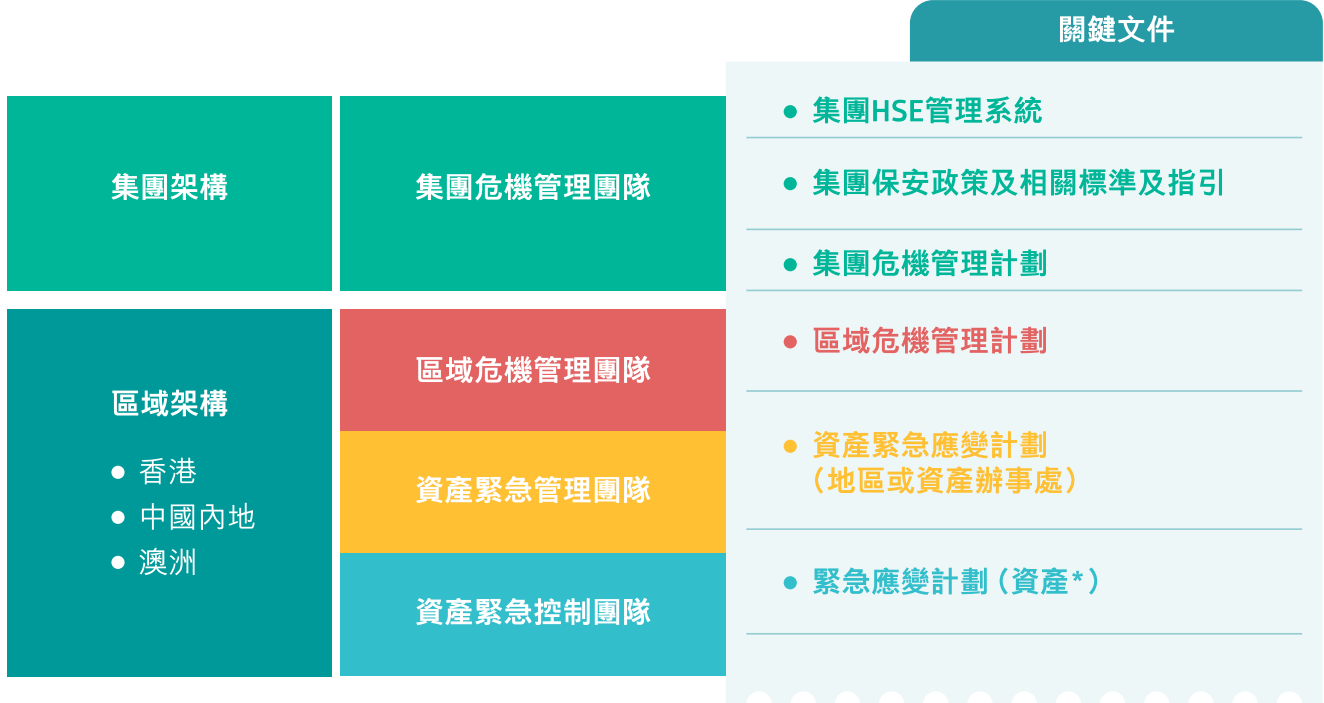 關鍵文件
集團架構
集團危機管理團隊
● 集團HSE管理系統
● 集團保安政策及相關標準及指引
● 集團危機管理計劃
區域架構
● 香港
● 中國內地
● 澳洲
區域危機管理團隊
● 區域危機管理計劃
資產緊急管理團隊
● 資產緊急應變計劃
（地區或資產辦事處）
資產緊急控制團隊
● 緊急應變計劃（資產*）